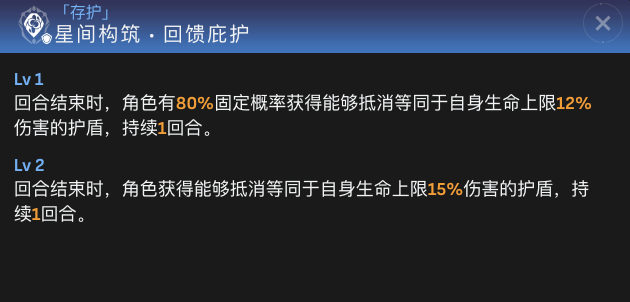 「存护」
星间构筑·回馈庇护
Lv 1
回合结束时，角色有80%固定概率获得能够抵消等同于自身生命上限12%
伤害的护盾，持续1回合。
Lv 2
回合结束时，角色获得能够抵消等同于自身生命上限15%伤害的护盾，持
续1回合。